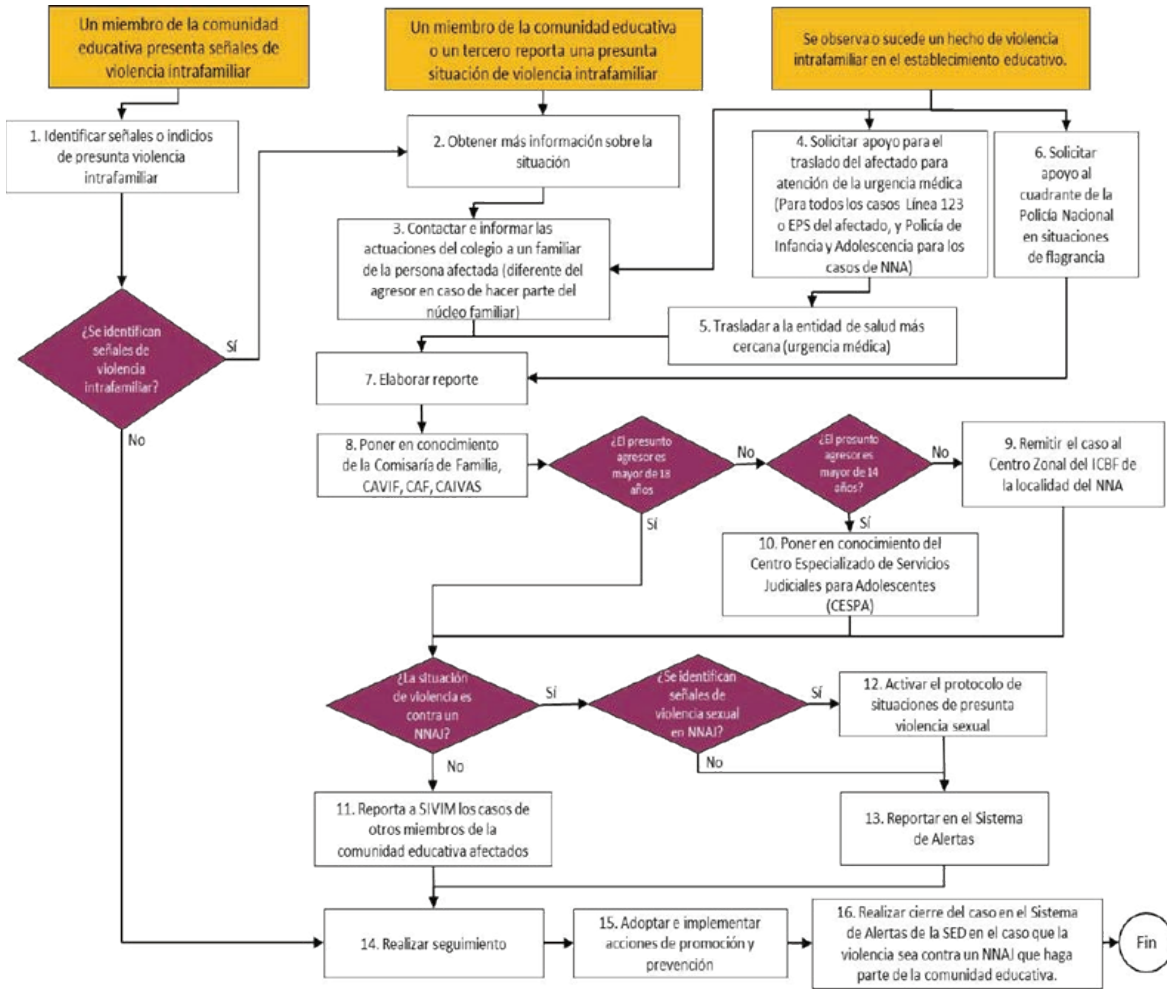 Un miembro de la comunidad
educativa presenta señales de
violencia intrafamiliar
Un miembro de la comunidad educativa
o un tercero reporta una presunta
situación de violencia intrafamiliar
Se observa o sucede un hecho de violencia
intrafamiliar en el establecimiento educativo.
1. Identificar señales o indicios
de presunta violencia
intrafamiliar
2. Obtener más información sobre la
situación
4. Solicitar apoyo para el
traslado del afectado para
atención de la urgencia médica
(Para todos los casos Línea 123
o EPS del afectado, y Policía de
Infancia y Adolescencia para los
casos de NNA)
6. Solicitar
apoyo al
cuadrante de la
Policía Nacional
en situaciones
de flagrancia
3. Contactar e informar las
actuaciones del colegio a un familiar
de la persona afectada (diferente del
agresor en caso de hacer parte del
núcleo familiar)
¿Se identifican
señales de
violencia
intrafamiliar?
Sí
No
5. Trasladar a la entidad de salud más
cercana (urgencia médica)
7. Elaborar reporte
8. Poner en conocimiento
de la Comisaría de Familia,
CAVIF, CAF, CAIVAS
¿El presunto
agresor es
mayor de 18
años
No
Sí
¿El presunto
agresor es
mayor de 14
años?
No
Sí
9. Remitir el caso al
Centro Zonal del ICBF de
la localidad del NNA
10. Poner en conocimiento del
Centro Especializado de Servicios
Judiciales para Adolescentes
(CESPA)
¿La situación
de violencia es
contra un
NNAJ?
Sí
No
¿Se identifican
señales de
violencia sexual
en NNAJ?
Sí
No
12. Activar el protocolo de
situaciones de presunta
violencia sexual
11. Reporta a SIVIM los casos de
otros miembros de la
comunidad educativa afectados
13. Reportar en el Sistema
de Alertas
14. Realizar seguimiento
15. Adoptar e implementar
acciones de promoción y
prevención
16. Realizar cierre del caso en el Sistema
de Alertas de la SED en el caso que la
violencia sea contra un NNAJ que haga
parte de la comunidad educativa.
Fin